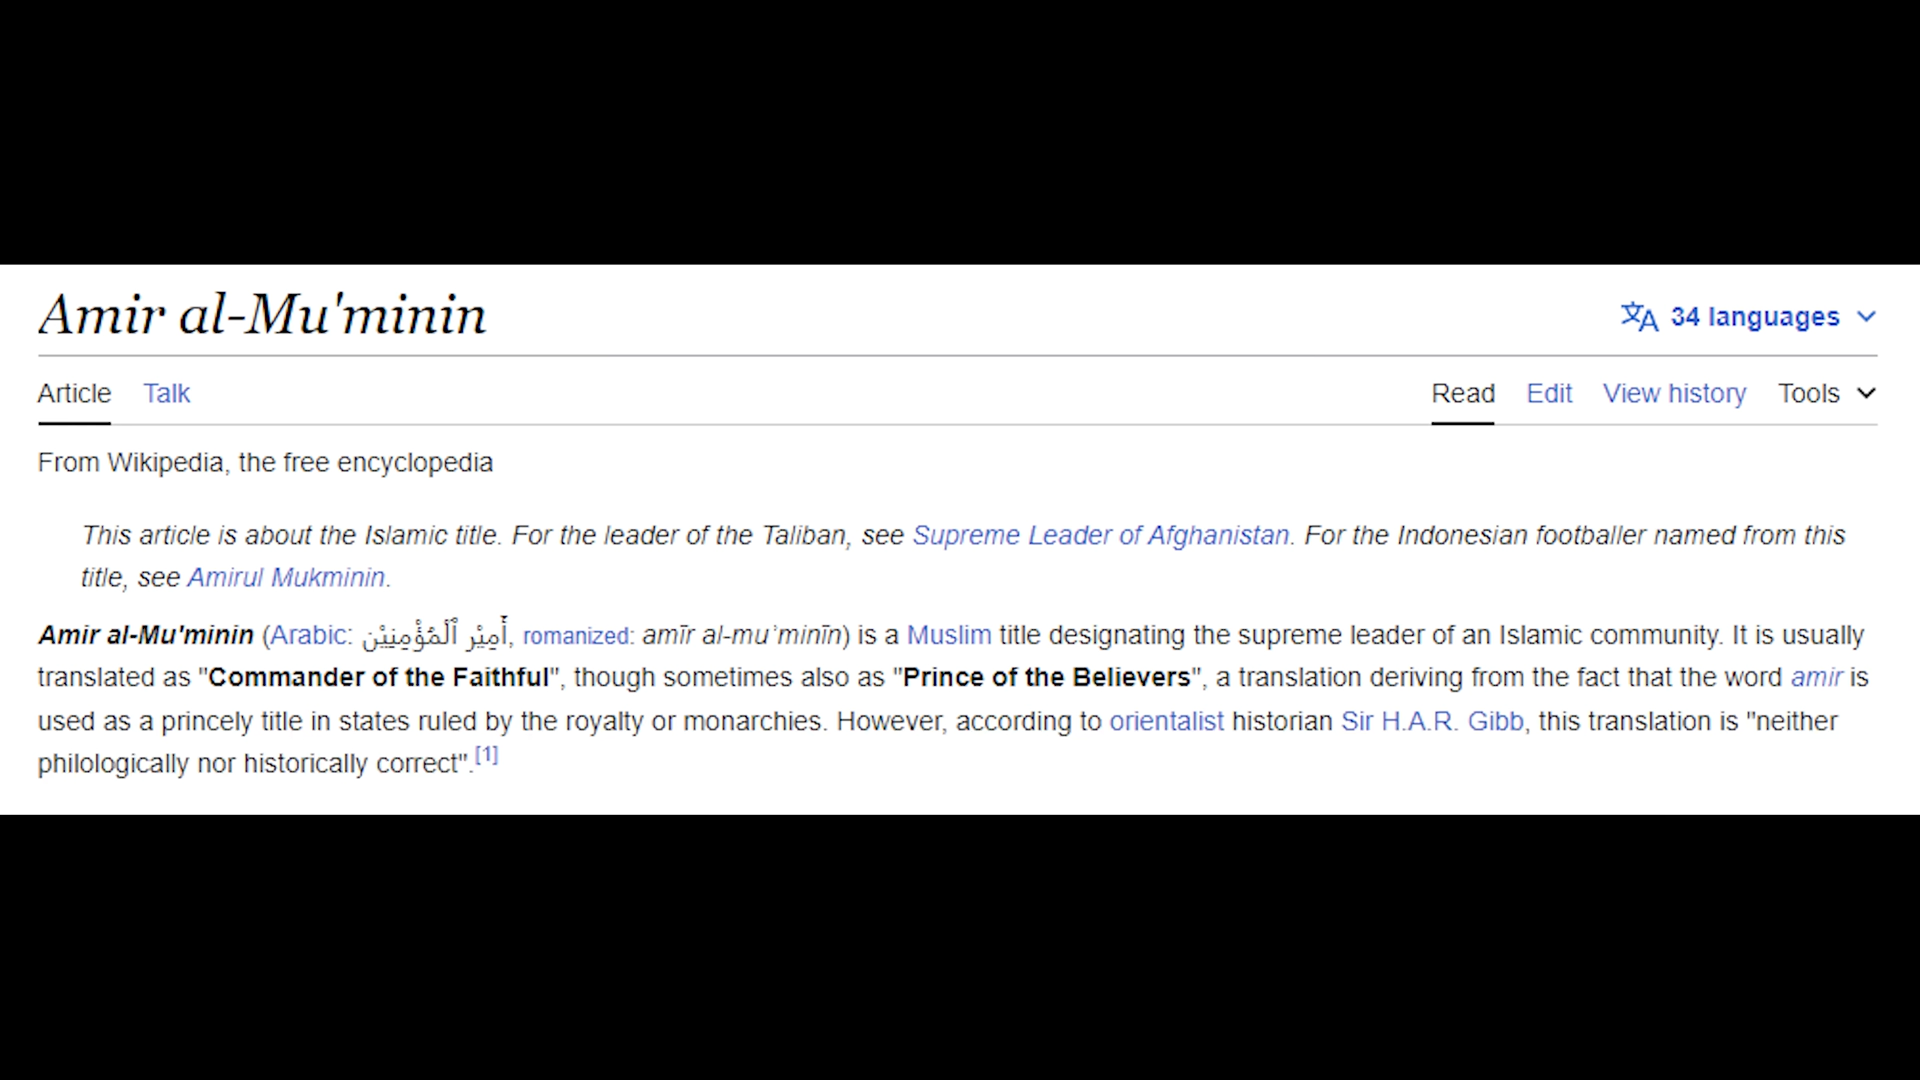 Amir al-Mu'minin
34 languages
Article Talk Read Edit View history Tools
From Wikipedia, the free encyclopedia
This article is about the Islamic title. For the leader of the Taliban, see Supreme Leader of Afghanistan. For the Indonesian footballer named from this
title, see Amirul Mukminin.
Amir al-Mu'minin (Arabic: أَمِيْر ٱلْمُؤْمِنِيْن, romanized: amīr al-muʾminīn) is a Muslim title designating the supreme leader of an Islamic community. It is usually
translated as "Commander of the Faithful", though sometimes also as "Prince of the Believers", a translation deriving from the fact that the word amir is
used as a princely title in states ruled by the royalty or monarchies. However, according to orientalist historian Sir H.A.R. Gibb, this translation is "neither
philologically nor historically correct".[1]